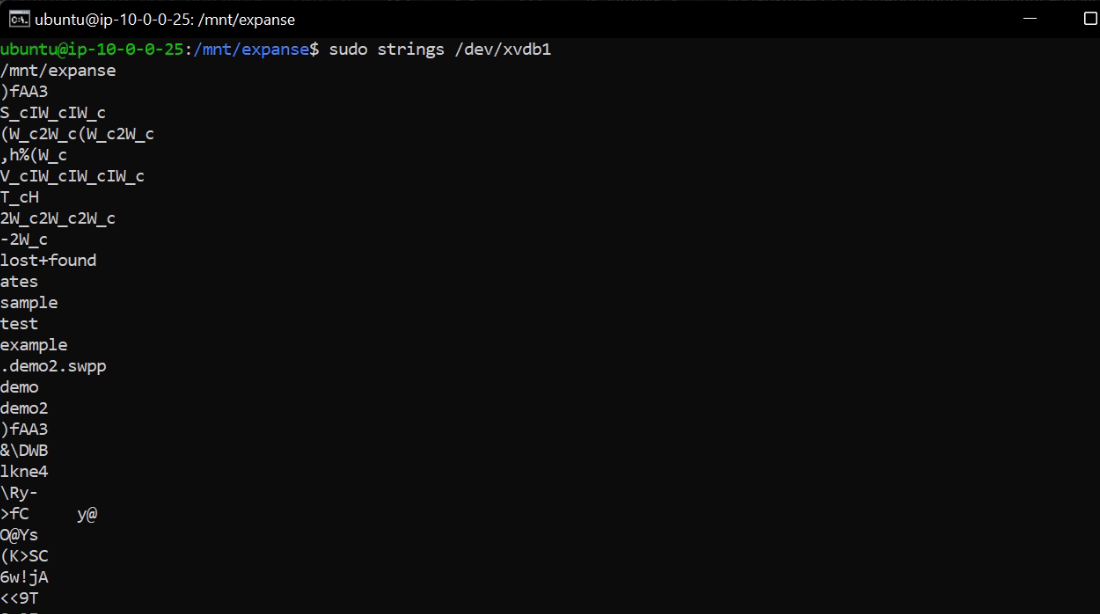 ubuntu@ip-10-0-0-25: /mnt/expanse
ubuntu@ip-10-0-0-25:/mnt/expanse$ sudo strings /dev/xvdb1
/mnt/expanse
)fAA3
S_cIW_cIW_c
(W_c2W_c(W_c2W_c
,h%(W_c
V_cIW_cIW_cIW_c
T_cH
2W_c2W_c2W_c
-2W_c
lost+found
ates
sample
test
example
.demo2.swpp
demo
demo2
)fAA3
&\DWB
lkne4
\Ry-
>fC     y@
O@Ys
(K>SC
6w!jA
<<9T